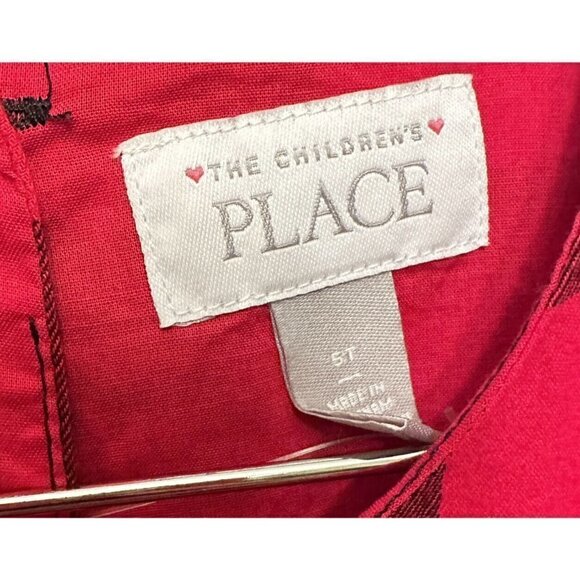 THE CHILDREN'S
PLACE
5T
MADE IN